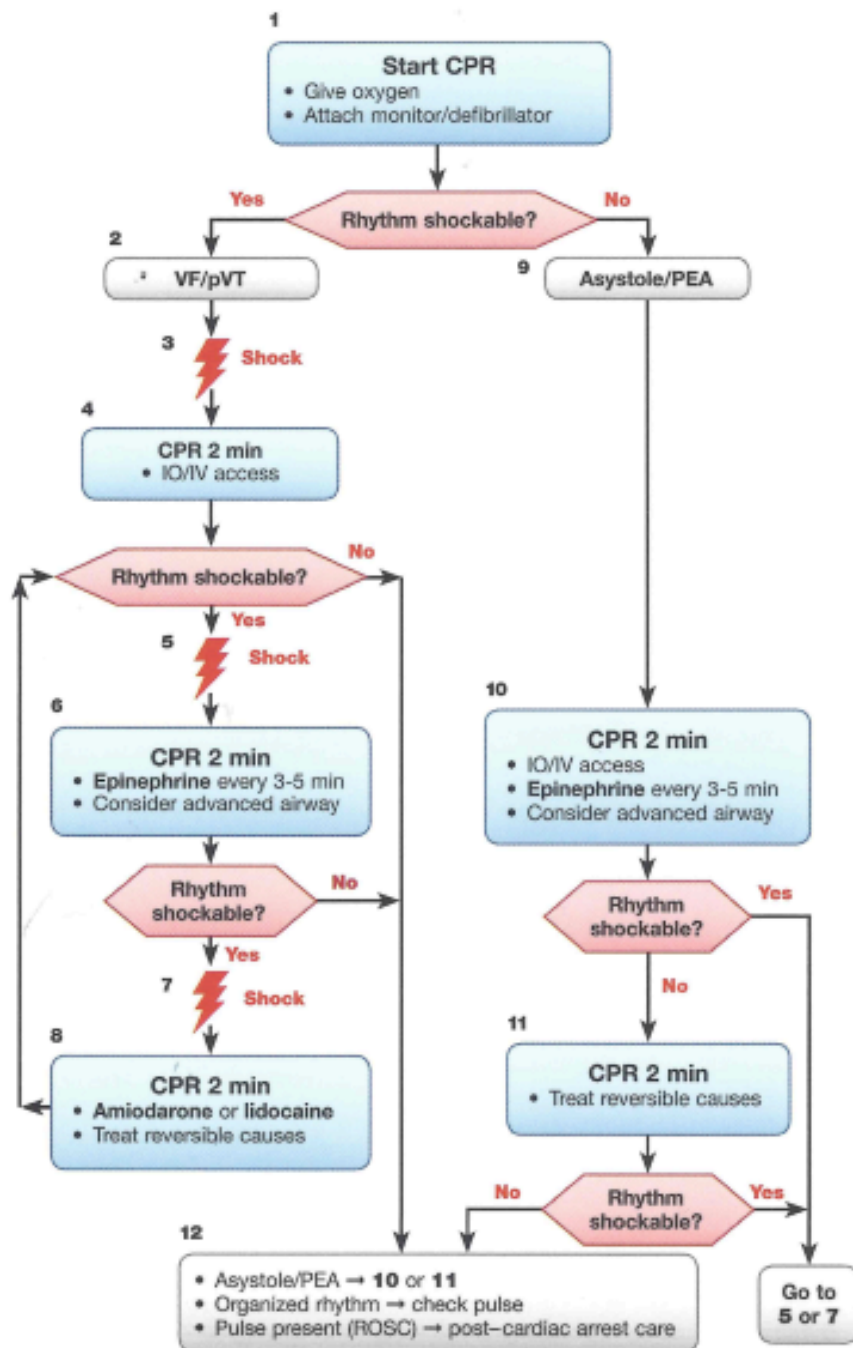 1
Start CPR
• Give oxygen
• Attach monitor/defibrillator
Yes
Rhythm shockable?
No
2
VF/pVT
9
Asystole/PEA
3
Shock
4
CPR 2 min
• IO/IV access
Rhythm shockable?
No
Yes
5
Shock
6
CPR 2 min
• Epinephrine every 3-5 min
• Consider advanced airway
10
CPR 2 min
• IO/IV access
• Epinephrine every 3-5 min
• Consider advanced airway
Rhythm
shockable?
No
Yes
7
Shock
Rhythm
shockable?
Yes
No
8
CPR 2 min
• Amiodarone or lidocaine
• Treat reversible causes
11
CPR 2 min
• Treat reversible causes
No
Rhythm
shockable?
Yes
12
• Asystole/PEA → 10 or 11
• Organized rhythm → check pulse
• Pulse present (ROSC) → post–cardiac arrest care
Go to
5 or 7